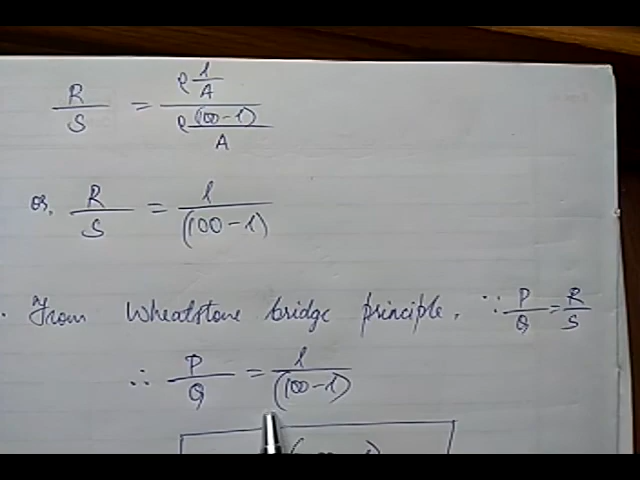 R/S = (ρ l/A) / (ρ (100-l)/A)
or, R/S = l/(100-l)
. From Wheatstone bridge principle, ∵ P/Q = R/S
∴ P/Q = l/(100-l)